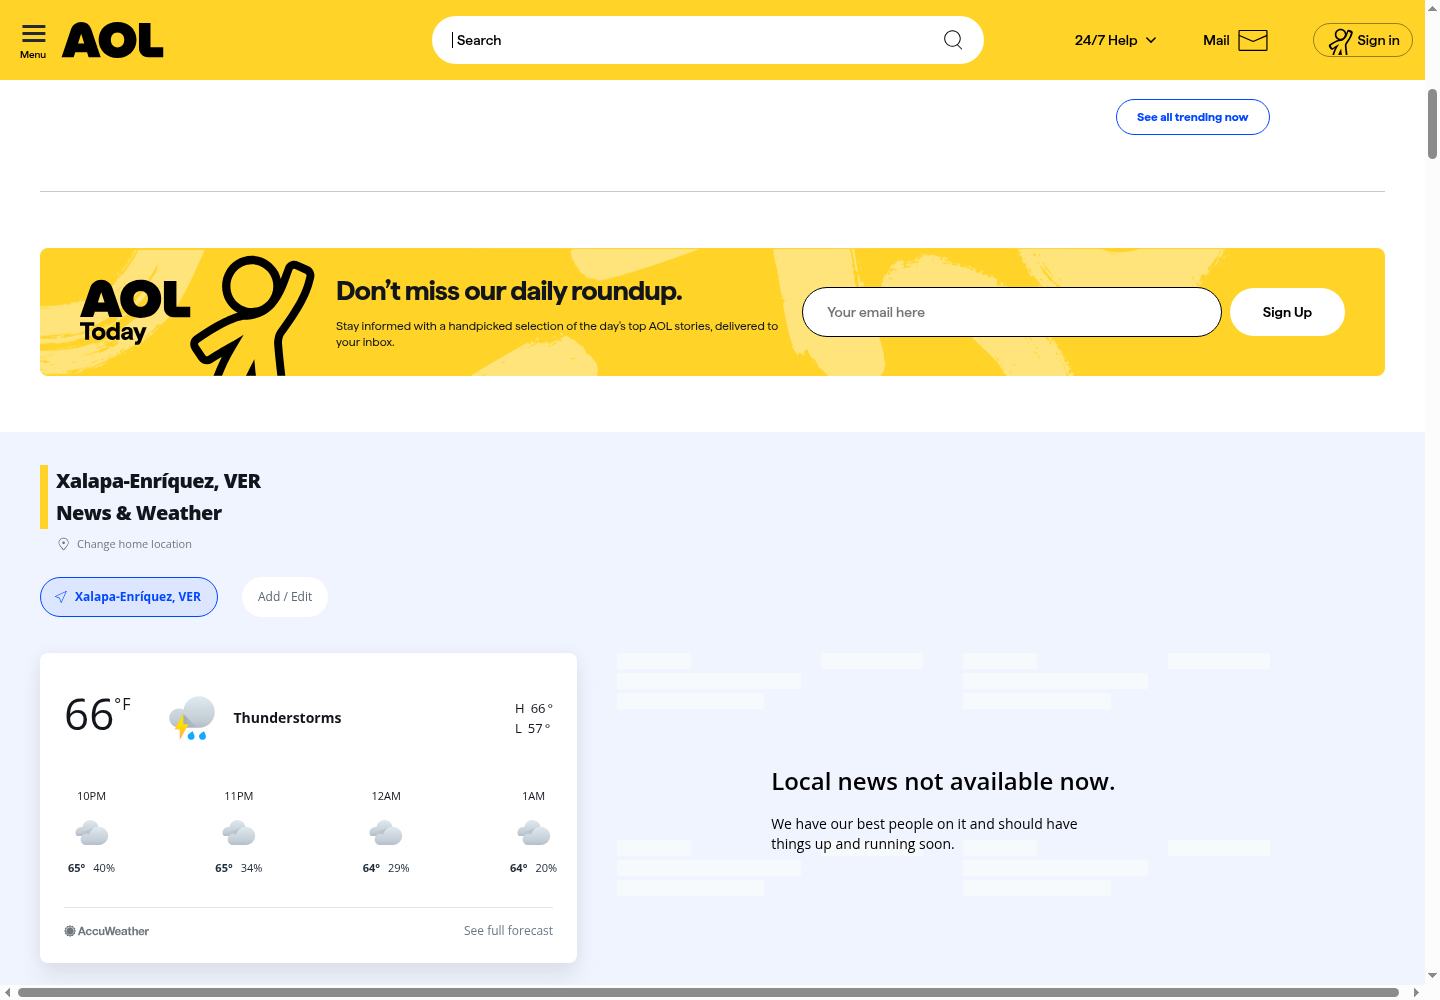 Menu
AOL
Search
24/7 Help
Mail
Sign in
See all trending now
AOL
Today
Don’t miss our daily roundup.
Stay informed with a handpicked selection of the day's top AOL stories, delivered to
your inbox.
Your email here
Sign Up
Xalapa-Enríquez, VER
News & Weather
Change home location
Xalapa-Enríquez, VER
Add / Edit
66°F
Thunderstorms
H 66°
L 57°
10PM 11PM 12AM 1AM
65° 40% 65° 34% 64° 29% 64° 20%
AccuWeather
See full forecast
Local news not available now.
We have our best people on it and should have
things up and running soon.